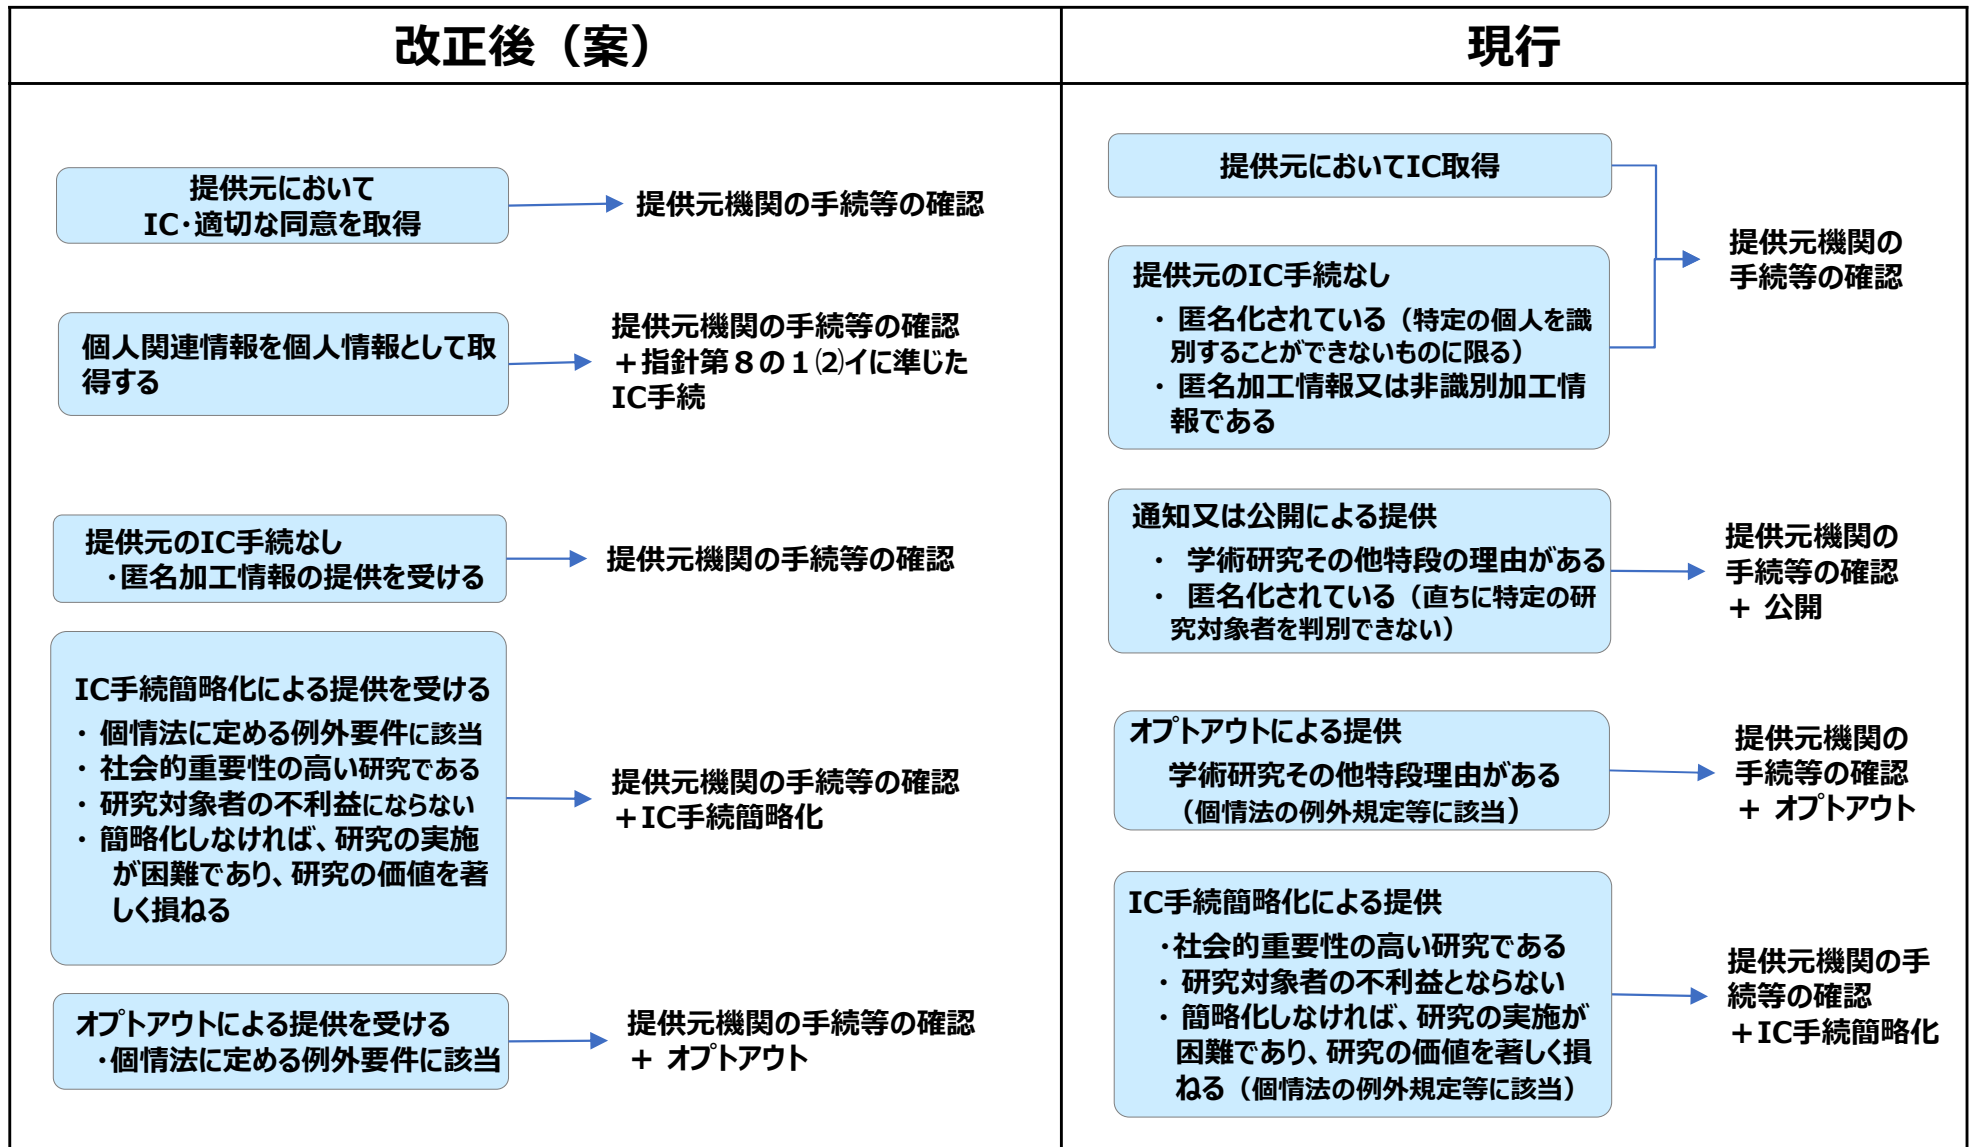 改正後（案）
提供元において
IC・適切な同意を取得
提供元機関の手続等の確認
個人関連情報を個人情報として取
得する
提供元機関の手続等の確認
＋指針第８の１⑵イに準じた
IC手続
提供元のIC手続なし
・匿名加工情報の提供を受ける
提供元機関の手続等の確認
IC手続簡略化による提供を受ける
・ 個情法に定める例外要件に該当
・ 社会的重要性の高い研究である
・ 研究対象者の不利益にならない
・ 簡略化しなければ、研究の実施
が困難であり、研究の価値を著
しく損ねる
提供元機関の手続等の確認
＋IC手続簡略化
オプトアウトによる提供を受ける
・個情法に定める例外要件に該当
提供元機関の手続等の確認
＋ オプトアウト
現行
提供元においてIC取得
提供元のIC手続なし
・ 匿名化されている（特定の個人を識
別することができないものに限る）
・ 匿名加工情報又は非識別加工情
報である
提供元機関の
手続等の確認
通知又は公開による提供
・ 学術研究その他特段の理由がある
・ 匿名化されている（直ちに特定の研
究対象者を判別できない）
提供元機関の
手続等の確認
＋ 公開
オプトアウトによる提供
学術研究その他特段理由がある
（個情法の例外規定等に該当）
提供元機関の
手続等の確認
＋ オプトアウト
IC手続簡略化による提供
・社会的重要性の高い研究である
・ 研究対象者の不利益とならない
・ 簡略化しなければ、研究の実施が
困難であり、研究の価値を著しく損
ねる（個情法の例外規定等に該当）
提供元機関の手
続等の確認
＋IC手続簡略化